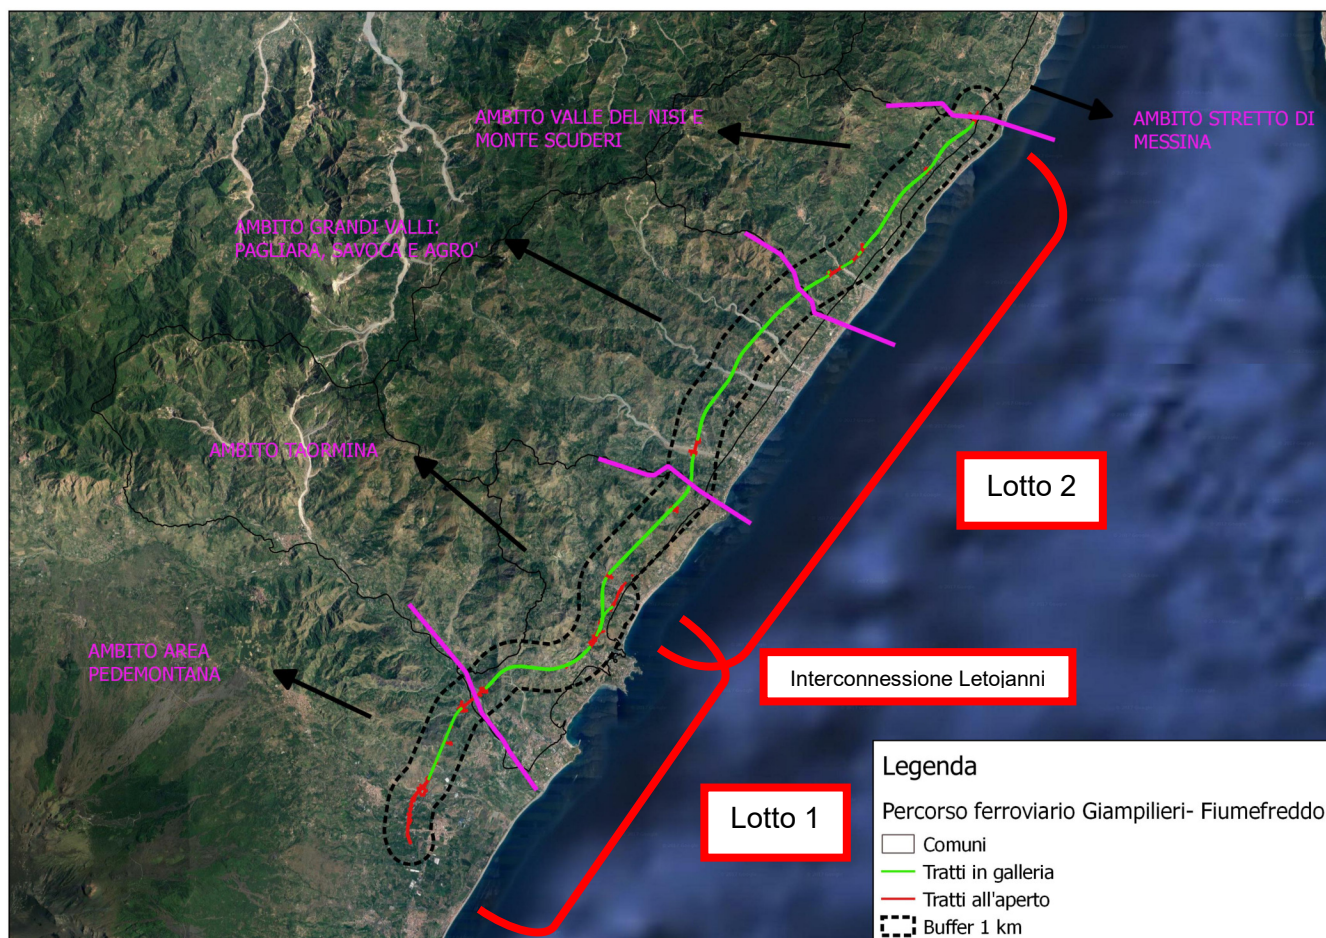 AMBITO VALLE DEL NISI E
MONTE SCUDERI
AMBITO STRETTO DI
MESSINA
AMBITO GRANDI VALLI:
PAGLIARA, SAVOCA E AGRO'
AMBITO TAORMINA
Lotto 2
AMBITO AREA
PEDEMONTANA
Interconnessione Letojanni
Lotto 1
Legenda
Percorso ferroviario Giampilieri- Fiumefreddo
Comuni
Tratti in galleria
Tratti all'aperto
Buffer 1 km